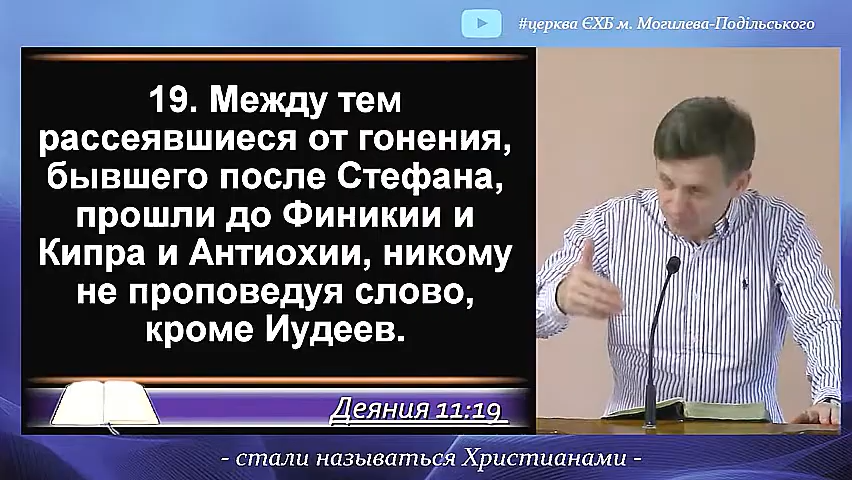 #церква ЄХБ м. Могилева-Подільського
19. Между тем
рассеявшиеся от гонения,
бывшего после Стефана,
прошли до Финикии и
Кипра и Антиохии, никому
не проповедуя слово,
кроме Иудеев.
Деяния 11:19
- стали называться Христианами -